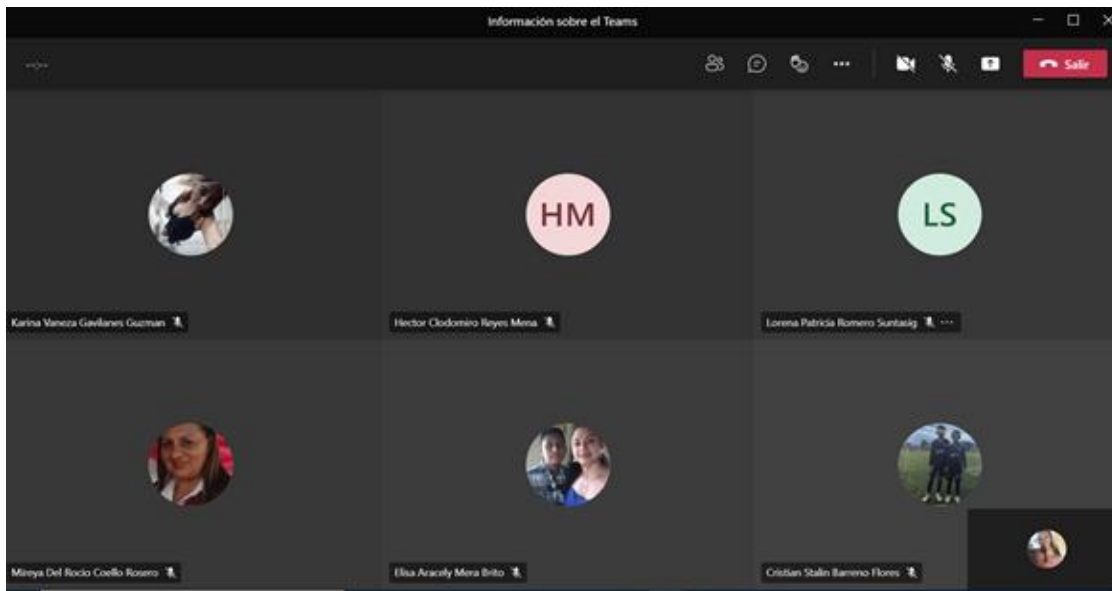 Información sobre el Teams
--:--
Salir
HM
LS
Karina Vaneza Gavilanes Guzman
Hector Clodomiro Reyes Mena
Lorena Patricia Romero Suntasig
Mireya Del Rocio Coello Rosero
Elisa Aracely Mera Brito
Cristian Stalin Barreno Flores